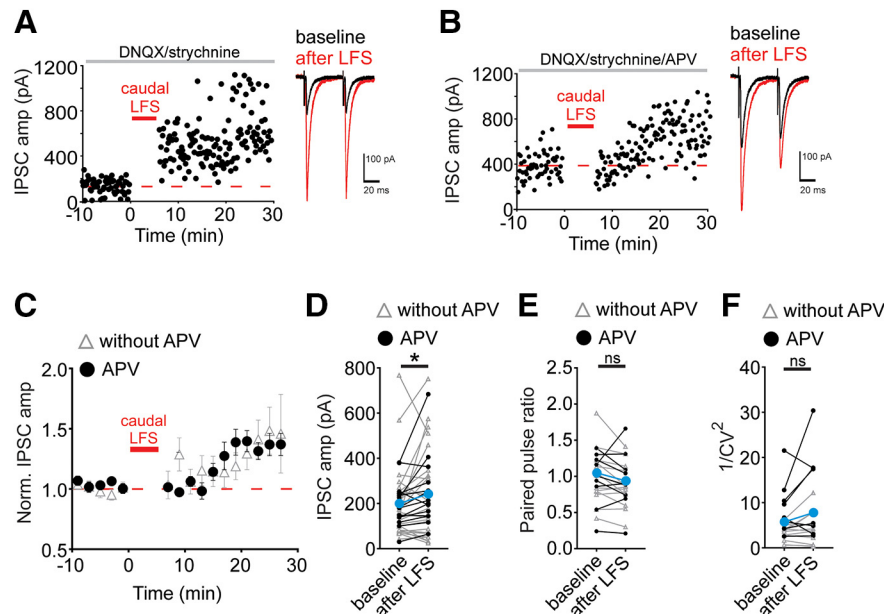 A
DNQX/strychnine
baseline
after LFS
IPSC amp (pA)
1200
800
400
0
caudal
LFS
-10
0
10
20
30
Time (min)
100 pA
20 ms
B
DNQX/strychnine/APV
baseline
after LFS
IPSC amp (pA)
1200
800
400
0
caudal
LFS
-10
0
10
20
30
Time (min)
100 pA
20 ms
C
without APV
APV
Norm. IPSC amp
2.0
1.5
1.0
0.5
caudal
LFS
-10
0
10
20
30
Time (min)
D
without APV
APV
IPSC amp (pA)
800
600
400
200
0
*
baseline
after LFS
E
without APV
APV
Paired pulse ratio
2.5
2.0
1.5
1.0
0.5
0.0
ns
baseline
after LFS
F
without APV
APV
1/CV²
40
30
20
10
0
ns
baseline
after LFS